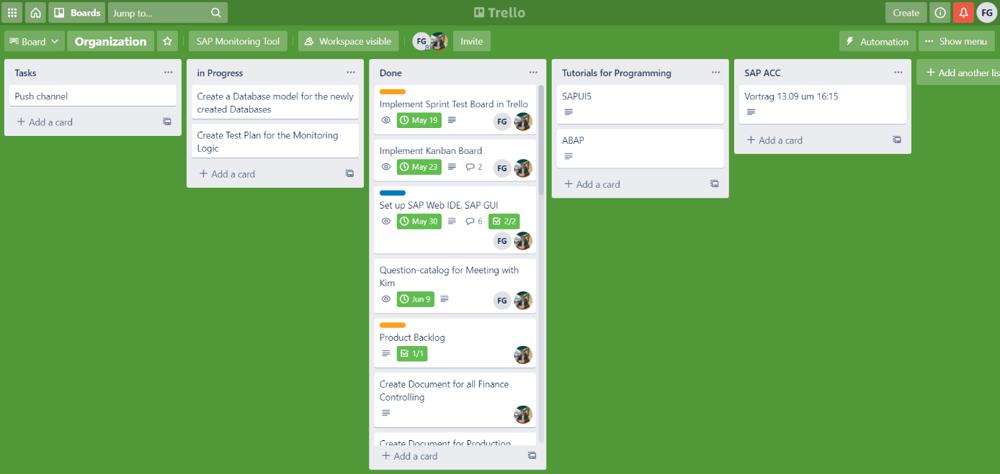 Boards
Jump to...
Trello
Create
FG
Board
Organization
SAP Monitoring Tool
Workspace visible
FG
Invite
Automation
Show menu
Tasks
Push channel
Add a card
in Progress
Create a Database model for the newly
created Databases
Create Test Plan for the Monitoring
Logic
Add a card
Done
Implement Sprint Test Board in Trello
May 19
FG
Implement Kanban Board
May 23
2
FG
Set up SAP Web IDE, SAP GUI
May 30
6
2/2
FG
Question-catalog for Meeting with
Kim
Jun 9
FG
Product Backlog
1/1
Create Document for all Finance
Controlling
Create Document for Production
Add a card
Tutorials for Programming
SAPUI5
ABAP
Add a card
SAP ACC
Vortrag 13.09 um 16:15
Add a card
Add another lis